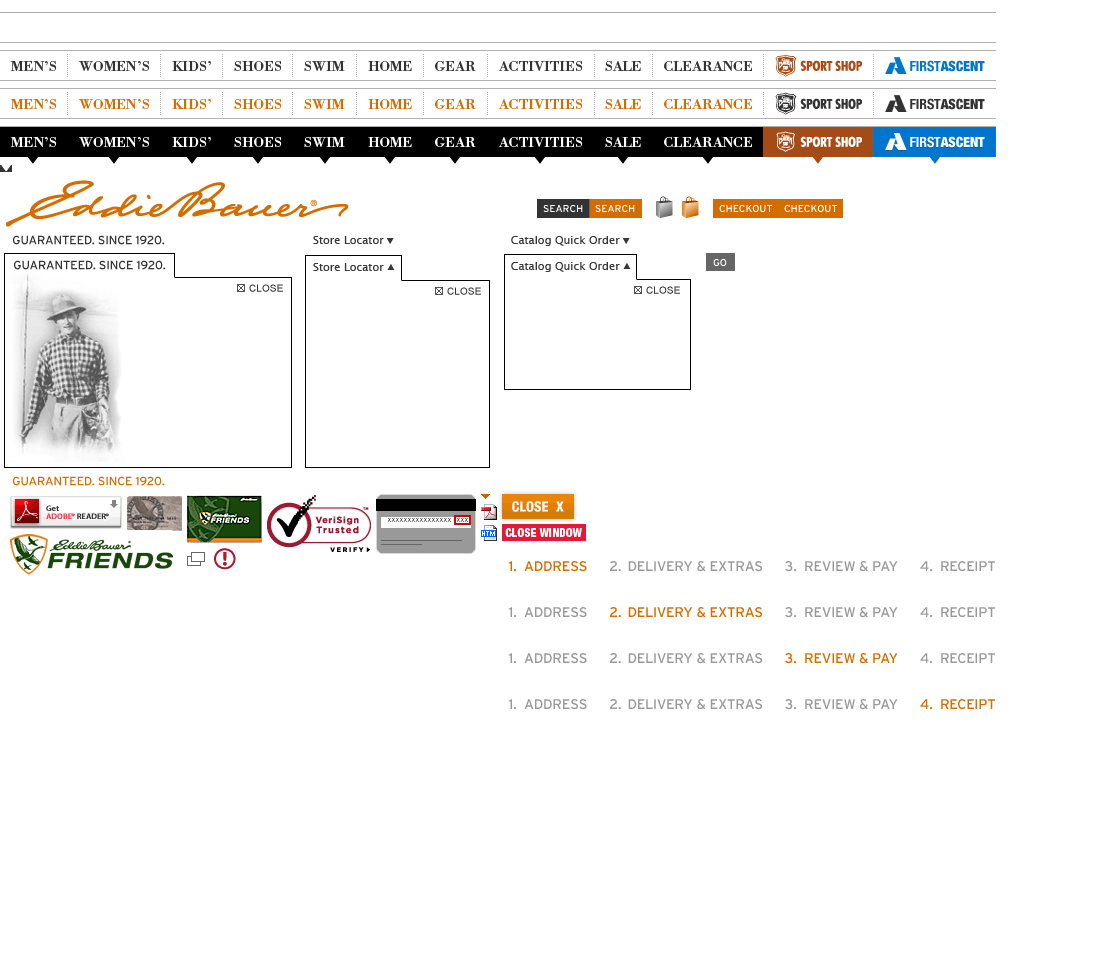 MEN'S WOMEN'S KIDS' SHOES SWIM HOME GEAR ACTIVITIES SALE CLEARANCE SPORT SHOP FIRSTASCENT
MEN'S WOMEN'S KIDS' SHOES SWIM HOME GEAR ACTIVITIES SALE CLEARANCE SPORT SHOP FIRSTASCENT
MEN'S WOMEN'S KIDS' SHOES SWIM HOME GEAR ACTIVITIES SALE CLEARANCE SPORT SHOP FIRSTASCENT
Eddie Bauer®
SEARCH SEARCH CHECKOUT CHECKOUT
GUARANTEED. SINCE 1920. Store Locator ▾ Catalog Quick Order ▾
GUARANTEED. SINCE 1920. Store Locator ▴ Catalog Quick Order ▴ GO
CLOSE CLOSE CLOSE
GUARANTEED. SINCE 1920.
Get
ADOBE® READER®
Eddie Bauer
FRIENDS
VeriSign
Trusted
VERIFY
XXXXXXXXXXXXXXXX XXX
CLOSE X
CLOSE WINDOW
Eddie Bauer®
FRIENDS
1. ADDRESS 2. DELIVERY & EXTRAS 3. REVIEW & PAY 4. RECEIPT
1. ADDRESS 2. DELIVERY & EXTRAS 3. REVIEW & PAY 4. RECEIPT
1. ADDRESS 2. DELIVERY & EXTRAS 3. REVIEW & PAY 4. RECEIPT
1. ADDRESS 2. DELIVERY & EXTRAS 3. REVIEW & PAY 4. RECEIPT